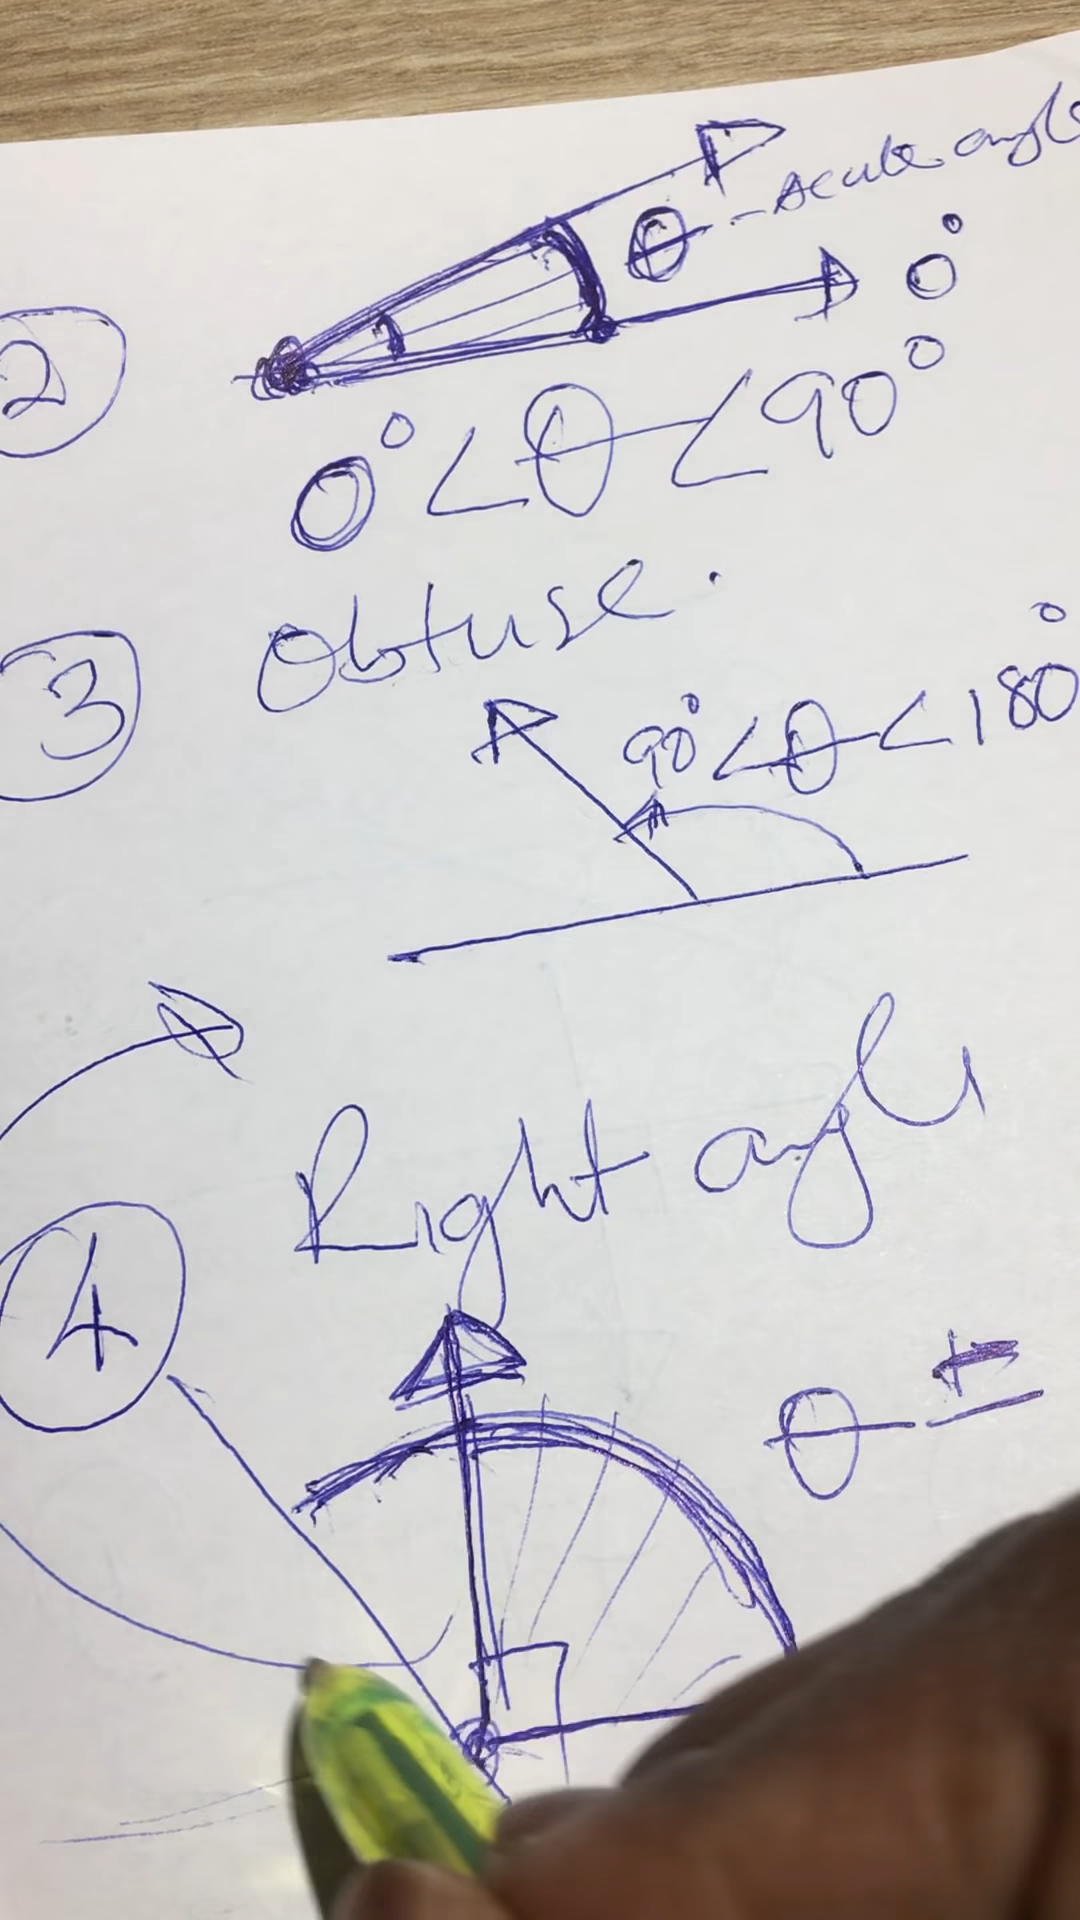 θ - Acute angle
0°
2
0° < θ < 90°
3
Obtuse.
90° < θ < 180°
Right angle
4
θ =